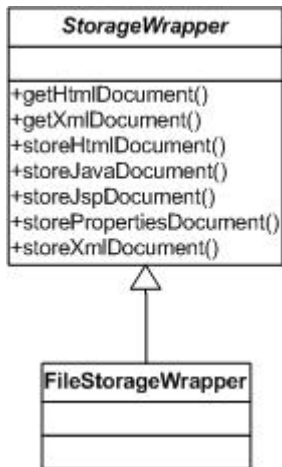 StorageWrapper
+getHtmlDocument()
+getXmlDocument()
+storeHtmlDocument()
+storeJavaDocument()
+storeJspDocument()
+storePropertiesDocument()
+storeXmlDocument()
FileStorageWrapper